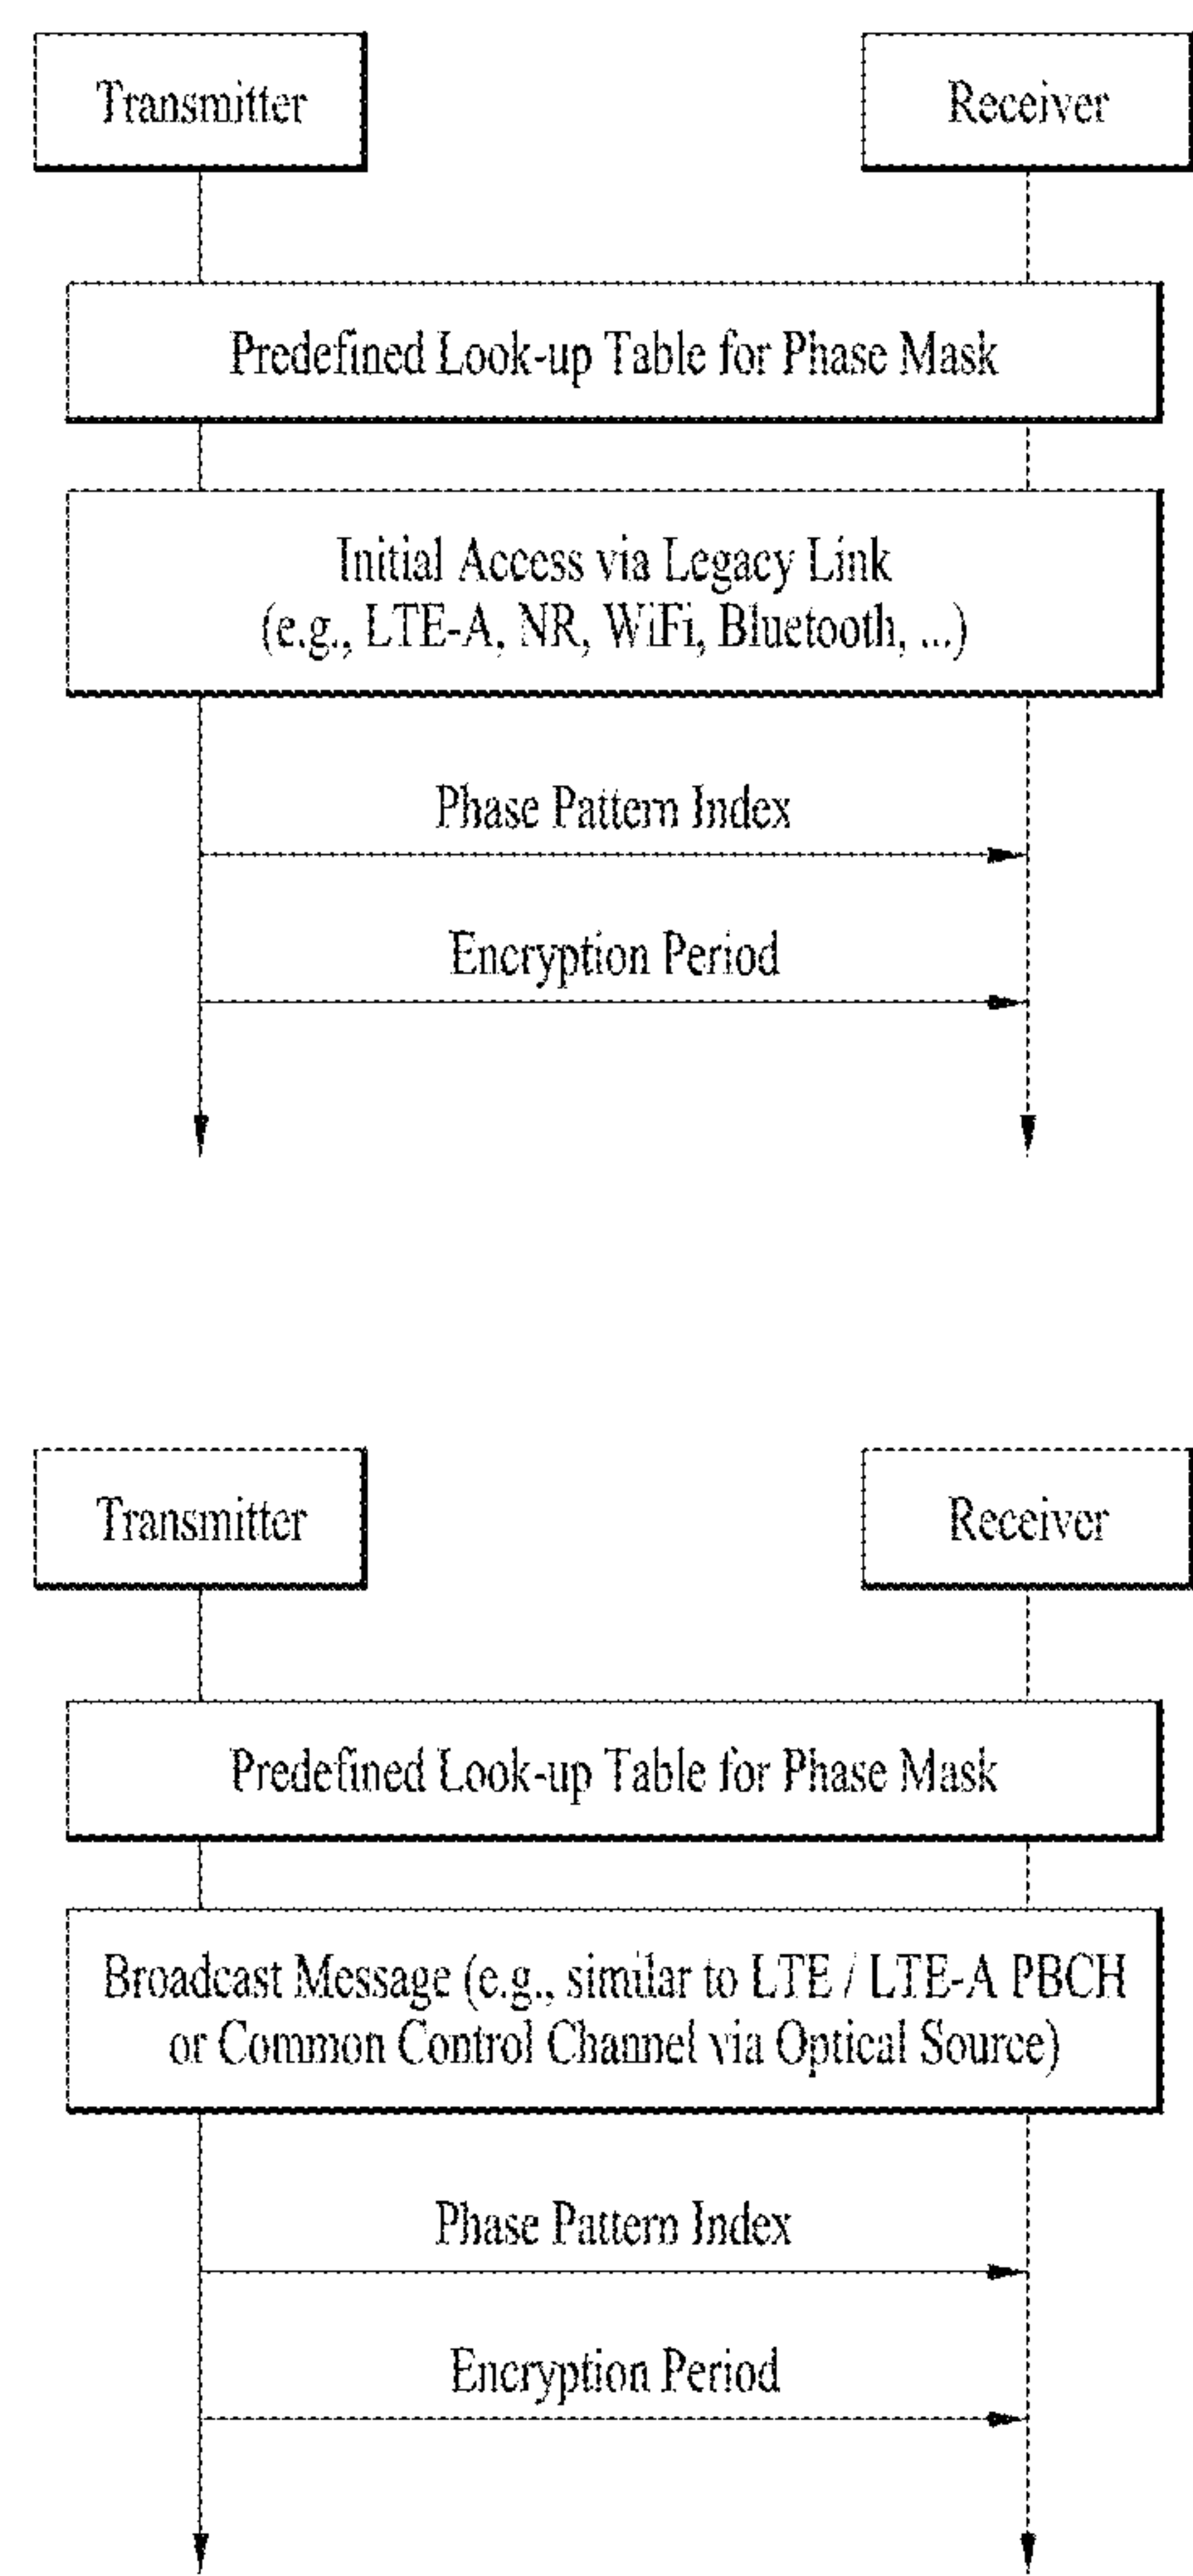 Transmitter
Receiver
Predefined Look-up Table for Phase Mask
Initial Access via Legacy Link
(e.g., LTE-A, NR, WiFi, Bluetooth, ...)
Phase Pattern Index
Encryption Period
Transmitter
Receiver
Predefined Look-up Table for Phase Mask
Broadcast Message (e.g., similar to LTE / LTE-A PBCH
or Common Control Channel via Optical Source)
Phase Pattern Index
Encryption Period